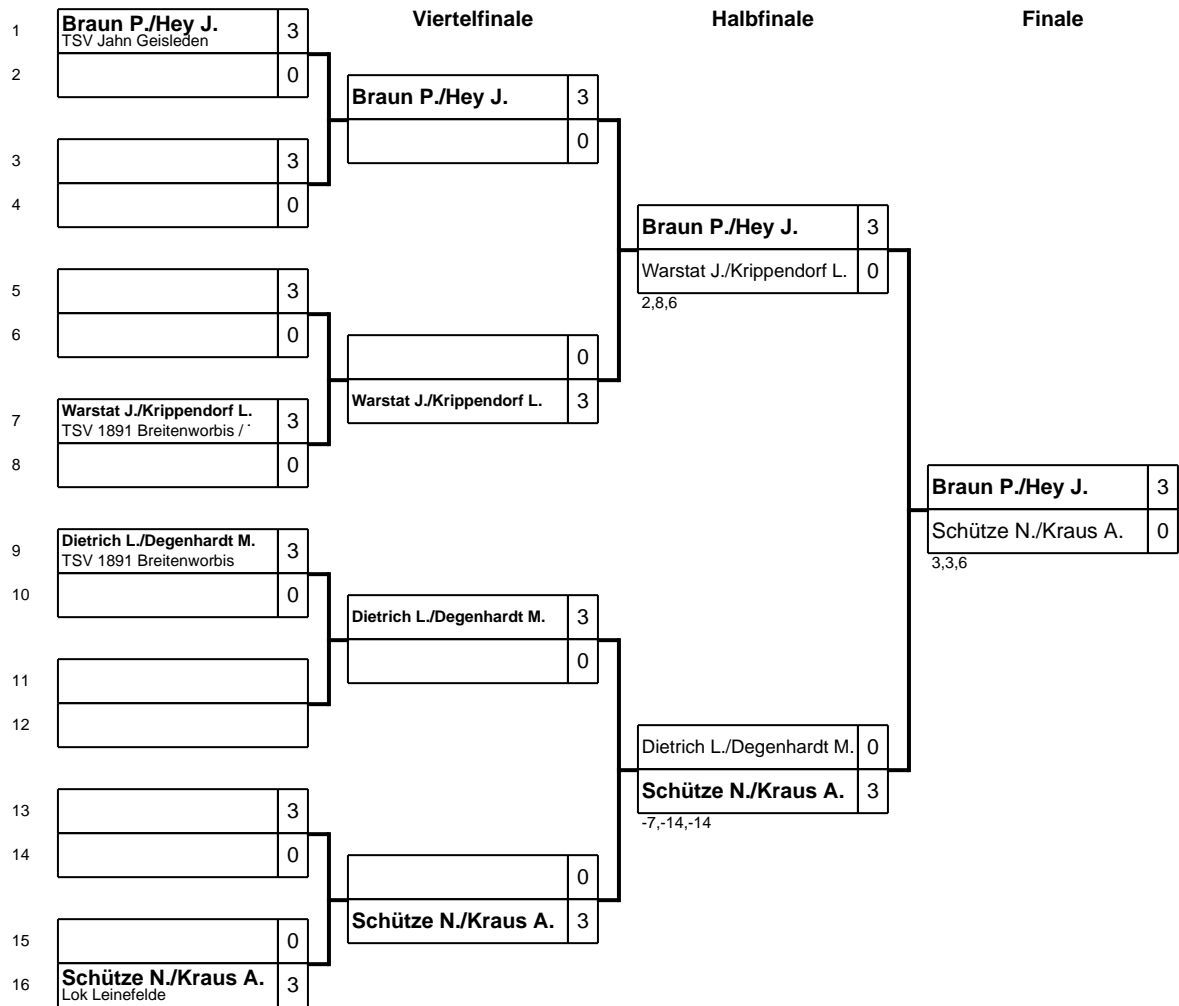 Viertelfinale Halbfinale Finale
1 Braun P./Hey J. 3
TSV Jahn Geisleden
2 0
Braun P./Hey J. 3
0
3 3
4 0
Braun P./Hey J. 3
Warstat J./Krippendorf L. 0
2,8,6
5 3
6 0
0
Warstat J./Krippendorf L. 3
7 Warstat J./Krippendorf L. 3
TSV 1891 Breitenworbis /
8 0
Braun P./Hey J. 3
Schütze N./Kraus A. 0
3,3,6
9 Dietrich L./Degenhardt M. 3
TSV 1891 Breitenworbis
10 0
Dietrich L./Degenhardt M. 3
0
11
12
Dietrich L./Degenhardt M. 0
Schütze N./Kraus A. 3
-7,-14,-14
13 3
14 0
0
Schütze N./Kraus A. 3
15 0
16 Schütze N./Kraus A. 3
Lok Leinefelde